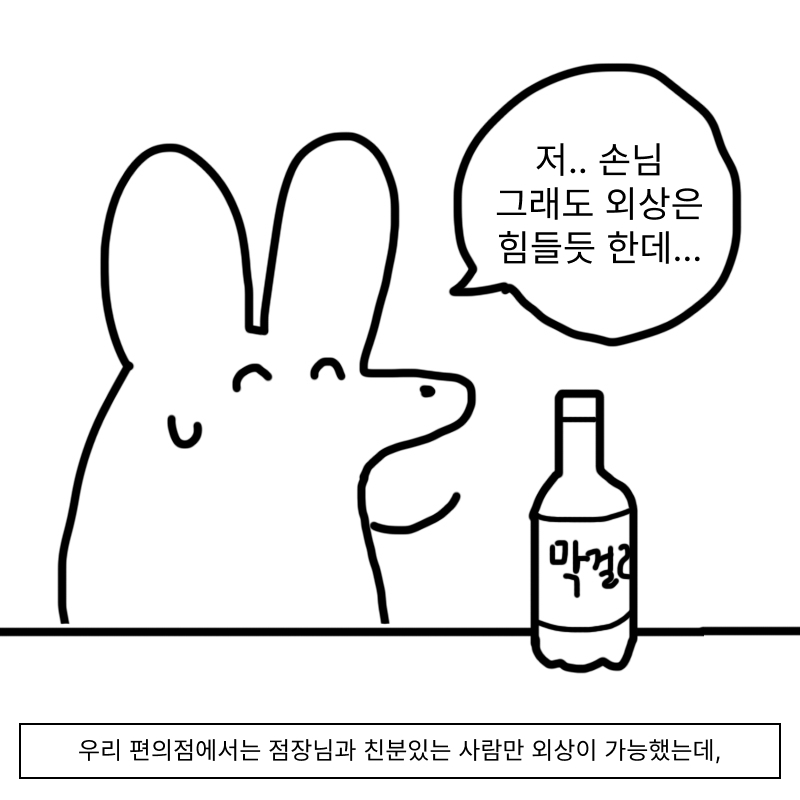 저.. 손님
그래도 외상은
힘들듯 한데...
막걸리
우리 편의점에서는 점장님과 친분있는 사람만 외상이 가능했는데,